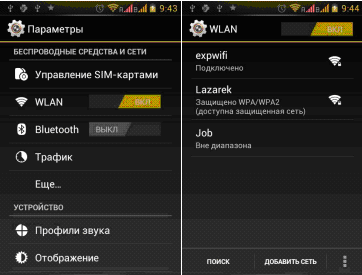 9:43
Параметры
БЕСПРОВОДНЫЕ СРЕДСТВА И СЕТИ
Управление SIM-картами
WLAN ВКЛ
Bluetooth ВЫКЛ
Трафик
Еще...
УСТРОЙСТВО
Профили звука
Отображение
9:44
WLAN ВКЛ
expwifi
Подключено
Lazarek
Защищено WPA/WPA2
(доступна защищенная сеть)
Job
Вне диапазона
ПОИСК ДОБАВИТЬ СЕТЬ